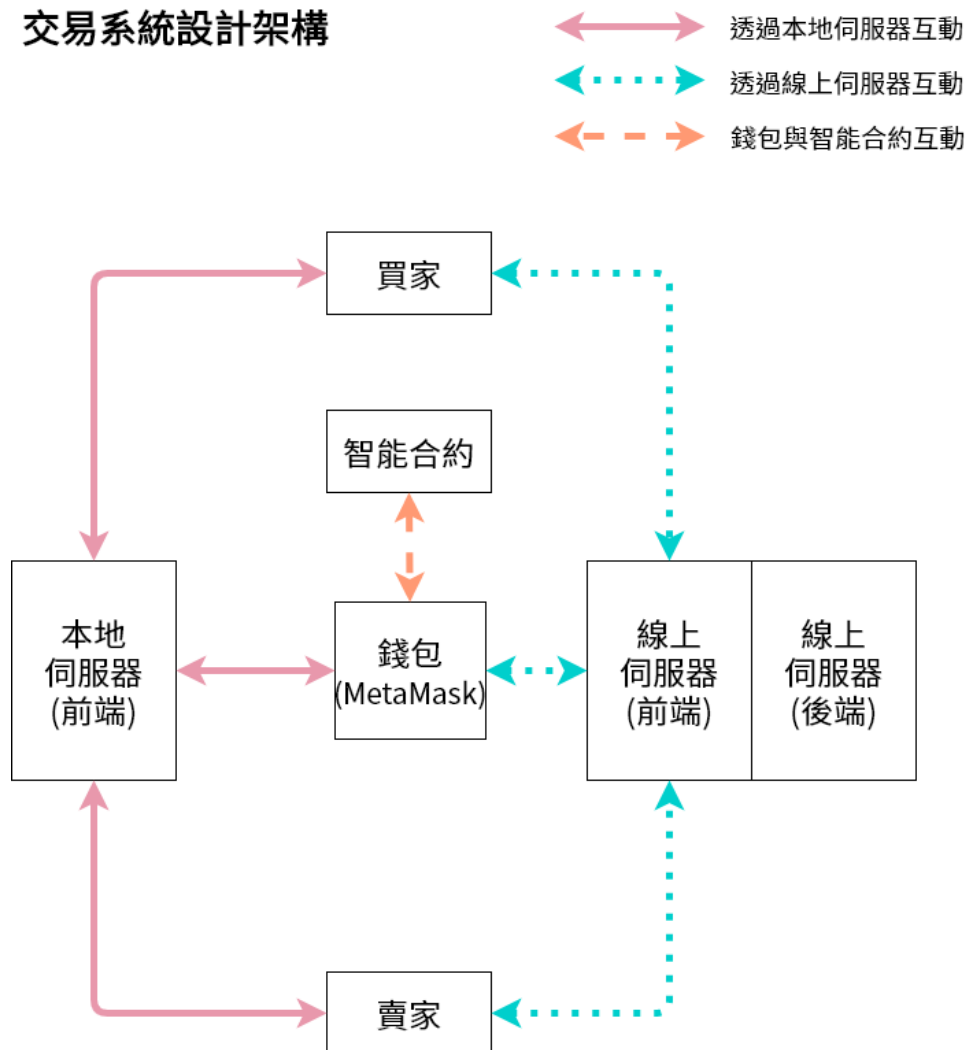 交易系統設計架構
透過本地伺服器互動
透過線上伺服器互動
錢包與智能合約互動
買家
智能合約
本地
伺服器
(前端)
錢包
(MetaMask)
線上
伺服器
(前端)
線上
伺服器
(後端)
賣家